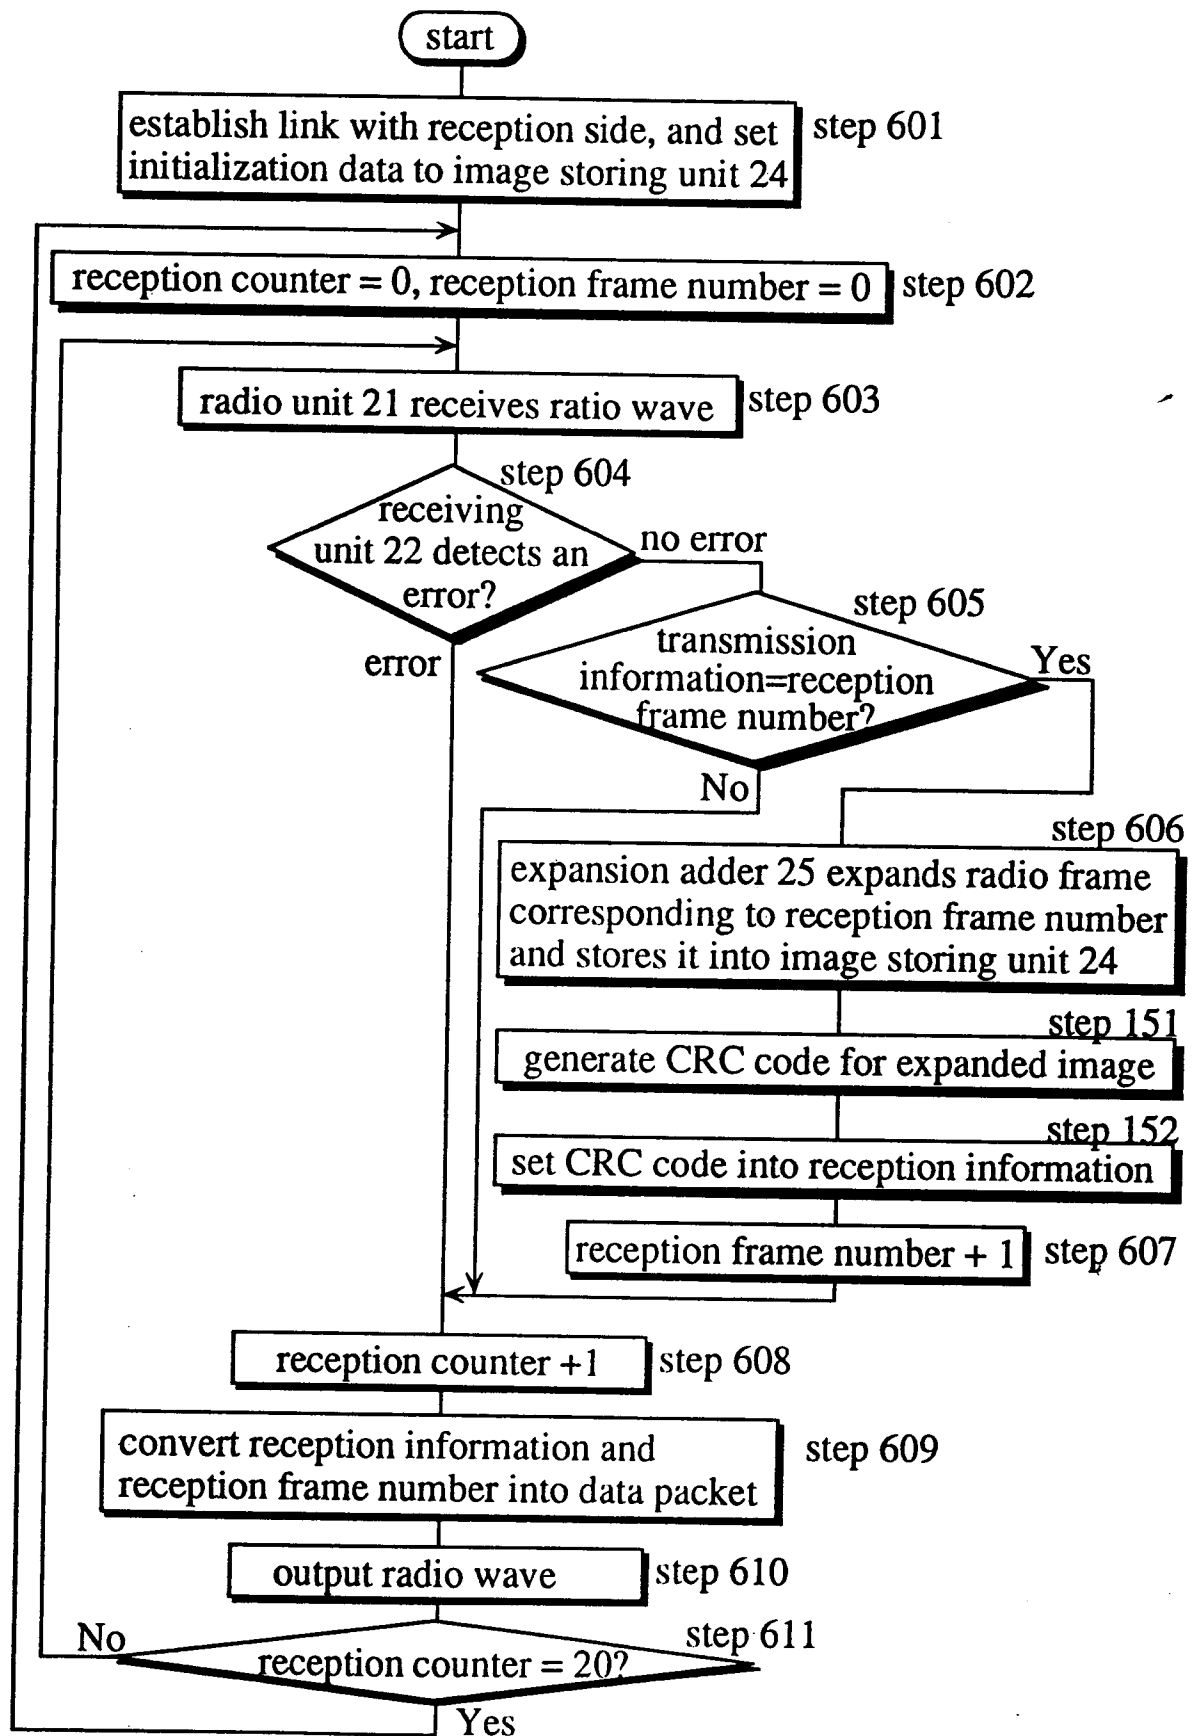 start
establish link with reception side, and set
initialization data to image storing unit 24
step 601
reception counter = 0, reception frame number = 0
step 602
radio unit 21 receives ratio wave
step 603
step 604
receiving
unit 22 detects an
error?
no error
error
step 605
transmission
information=reception
frame number?
Yes
No
step 606
expansion adder 25 expands radio frame
corresponding to reception frame number
and stores it into image storing unit 24
step 151
generate CRC code for expanded image
step 152
set CRC code into reception information
reception frame number + 1
step 607
reception counter +1
step 608
convert reception information and
reception frame number into data packet
step 609
output radio wave
step 610
No
step 611
reception counter = 20?
Yes